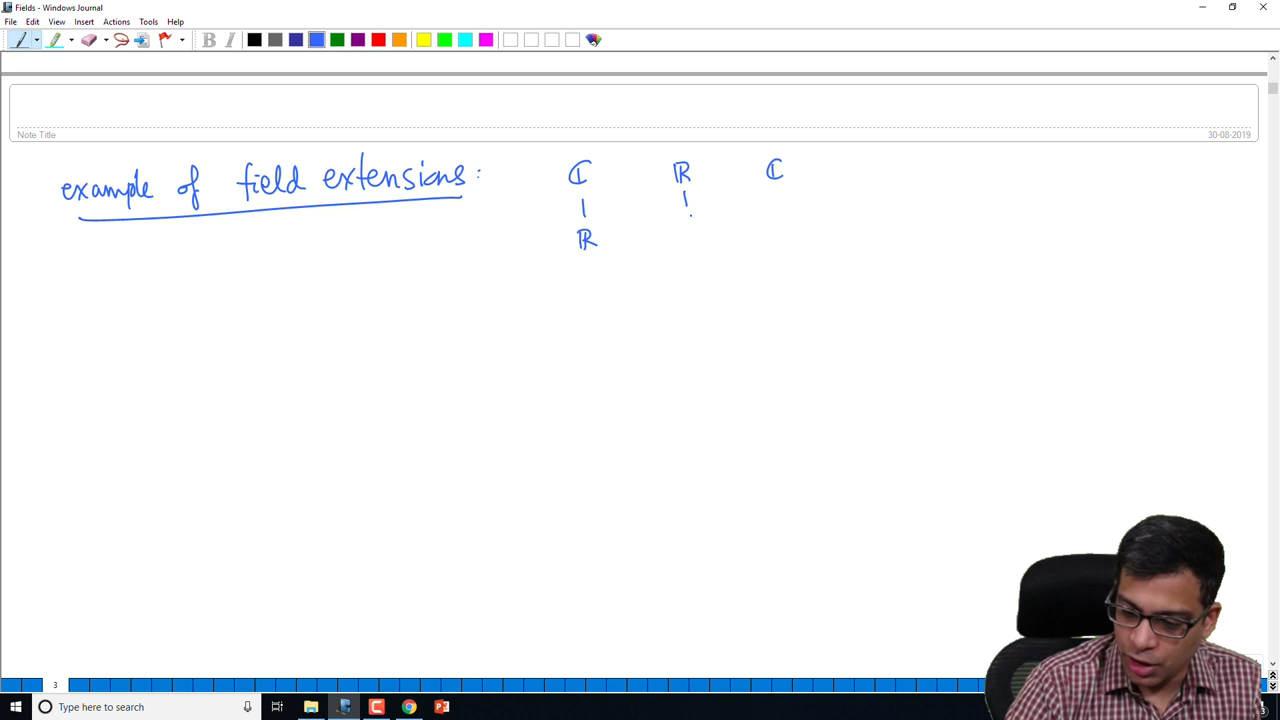 Fields - Windows Journal
File Edit View Insert Actions Tools Help
B I
Note Title 30-08-2019
example of field extensions : ℂ ℝ ℂ
ℝ
3
Type here to search